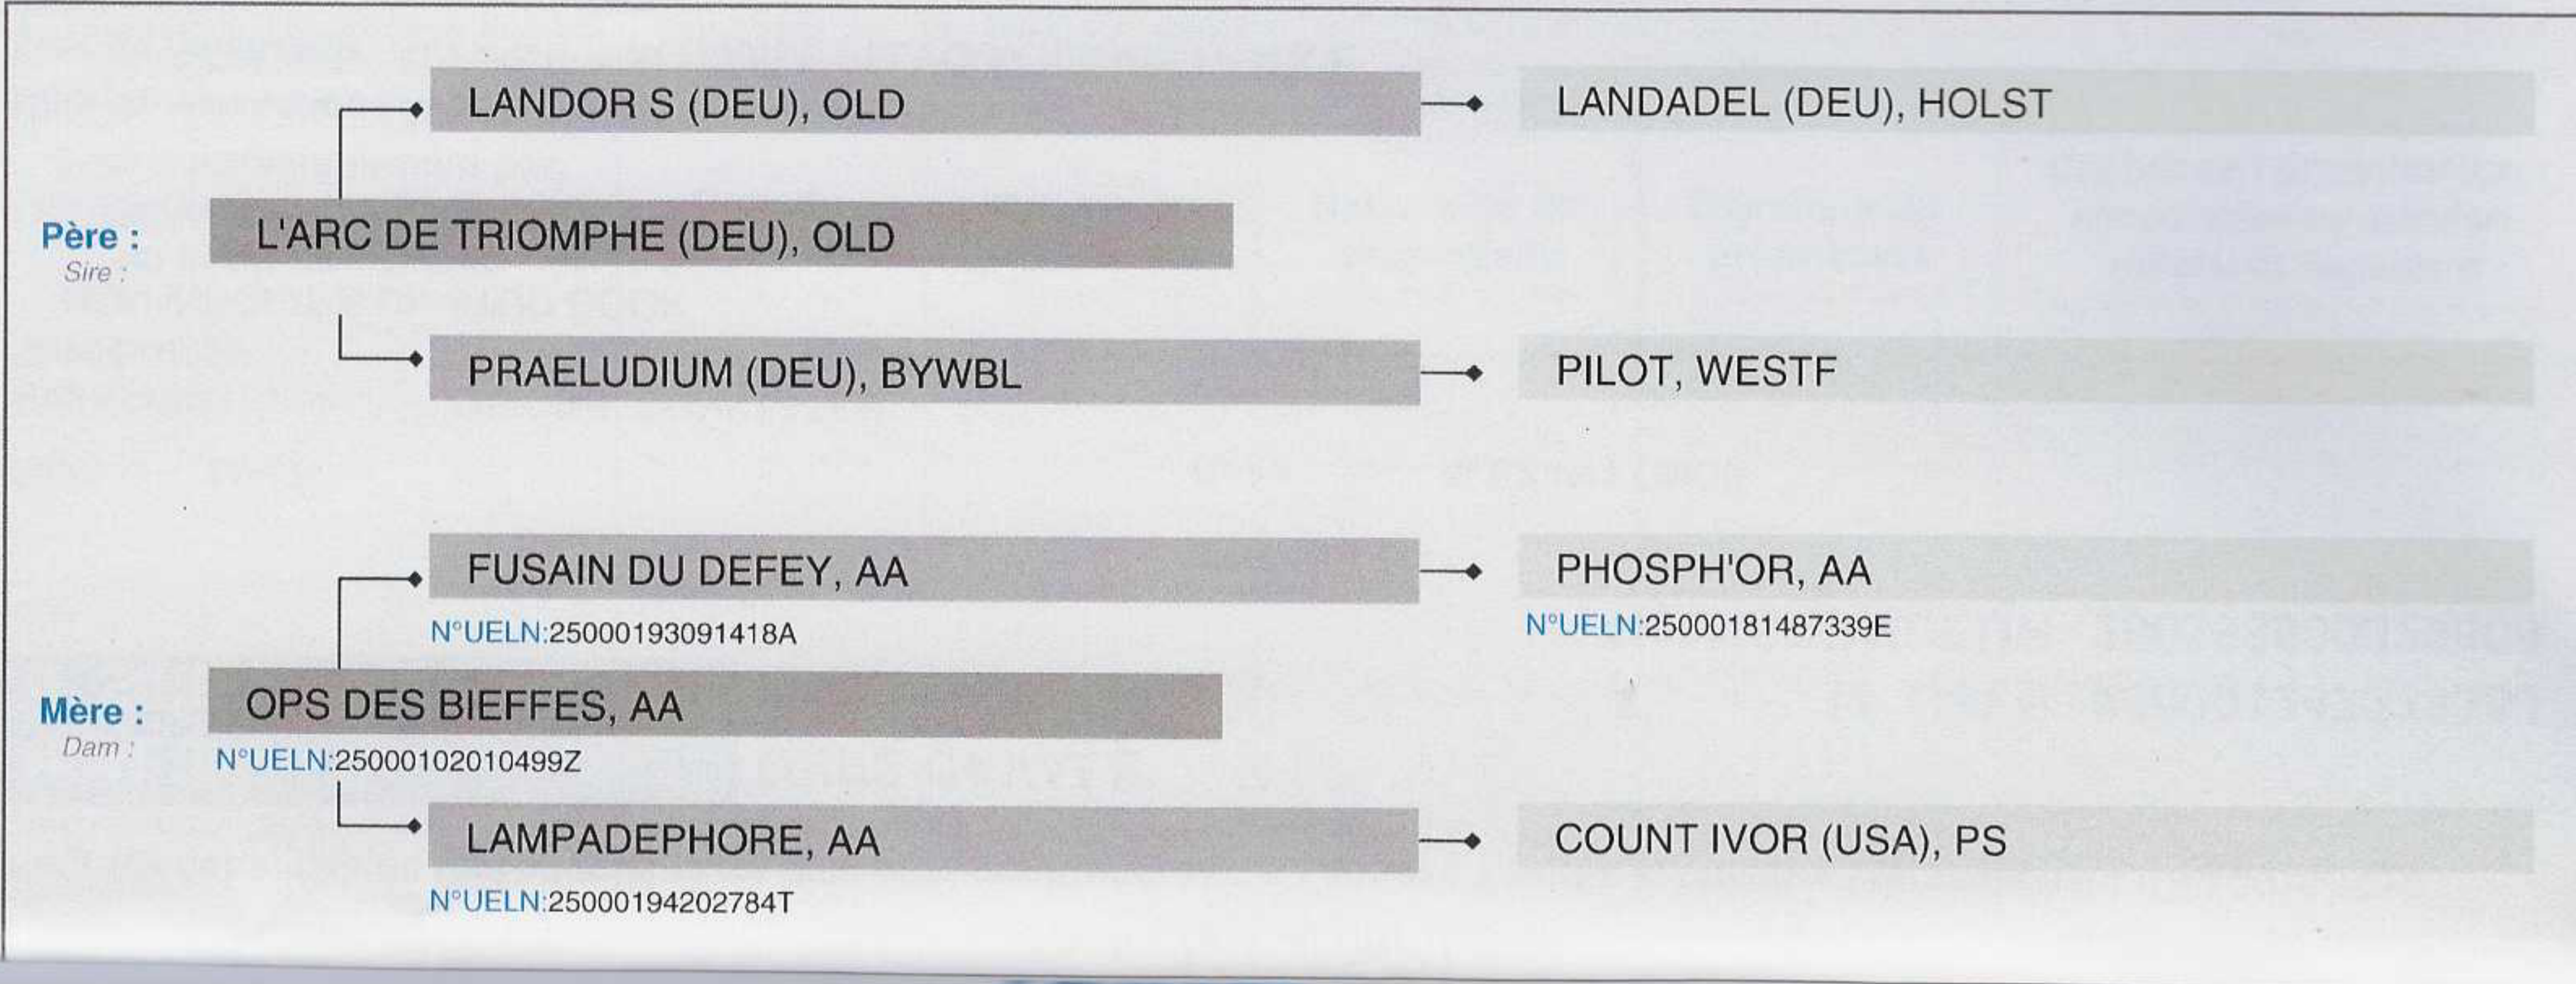 LANDOR S (DEU), OLD
LANDADEL (DEU), HOLST
Père :
Sire :
L'ARC DE TRIOMPHE (DEU), OLD
PRAELUDIUM (DEU), BYWBL
PILOT, WESTF
FUSAIN DU DEFEY, AA
N°UELN:25000193091418A
PHOSPH'OR, AA
N°UELN:25000181487339E
Mère :
Dam :
OPS DES BIEFFES, AA
N°UELN:25000102010499Z
LAMPADEPHORE, AA
N°UELN:25000194202784T
COUNT IVOR (USA), PS